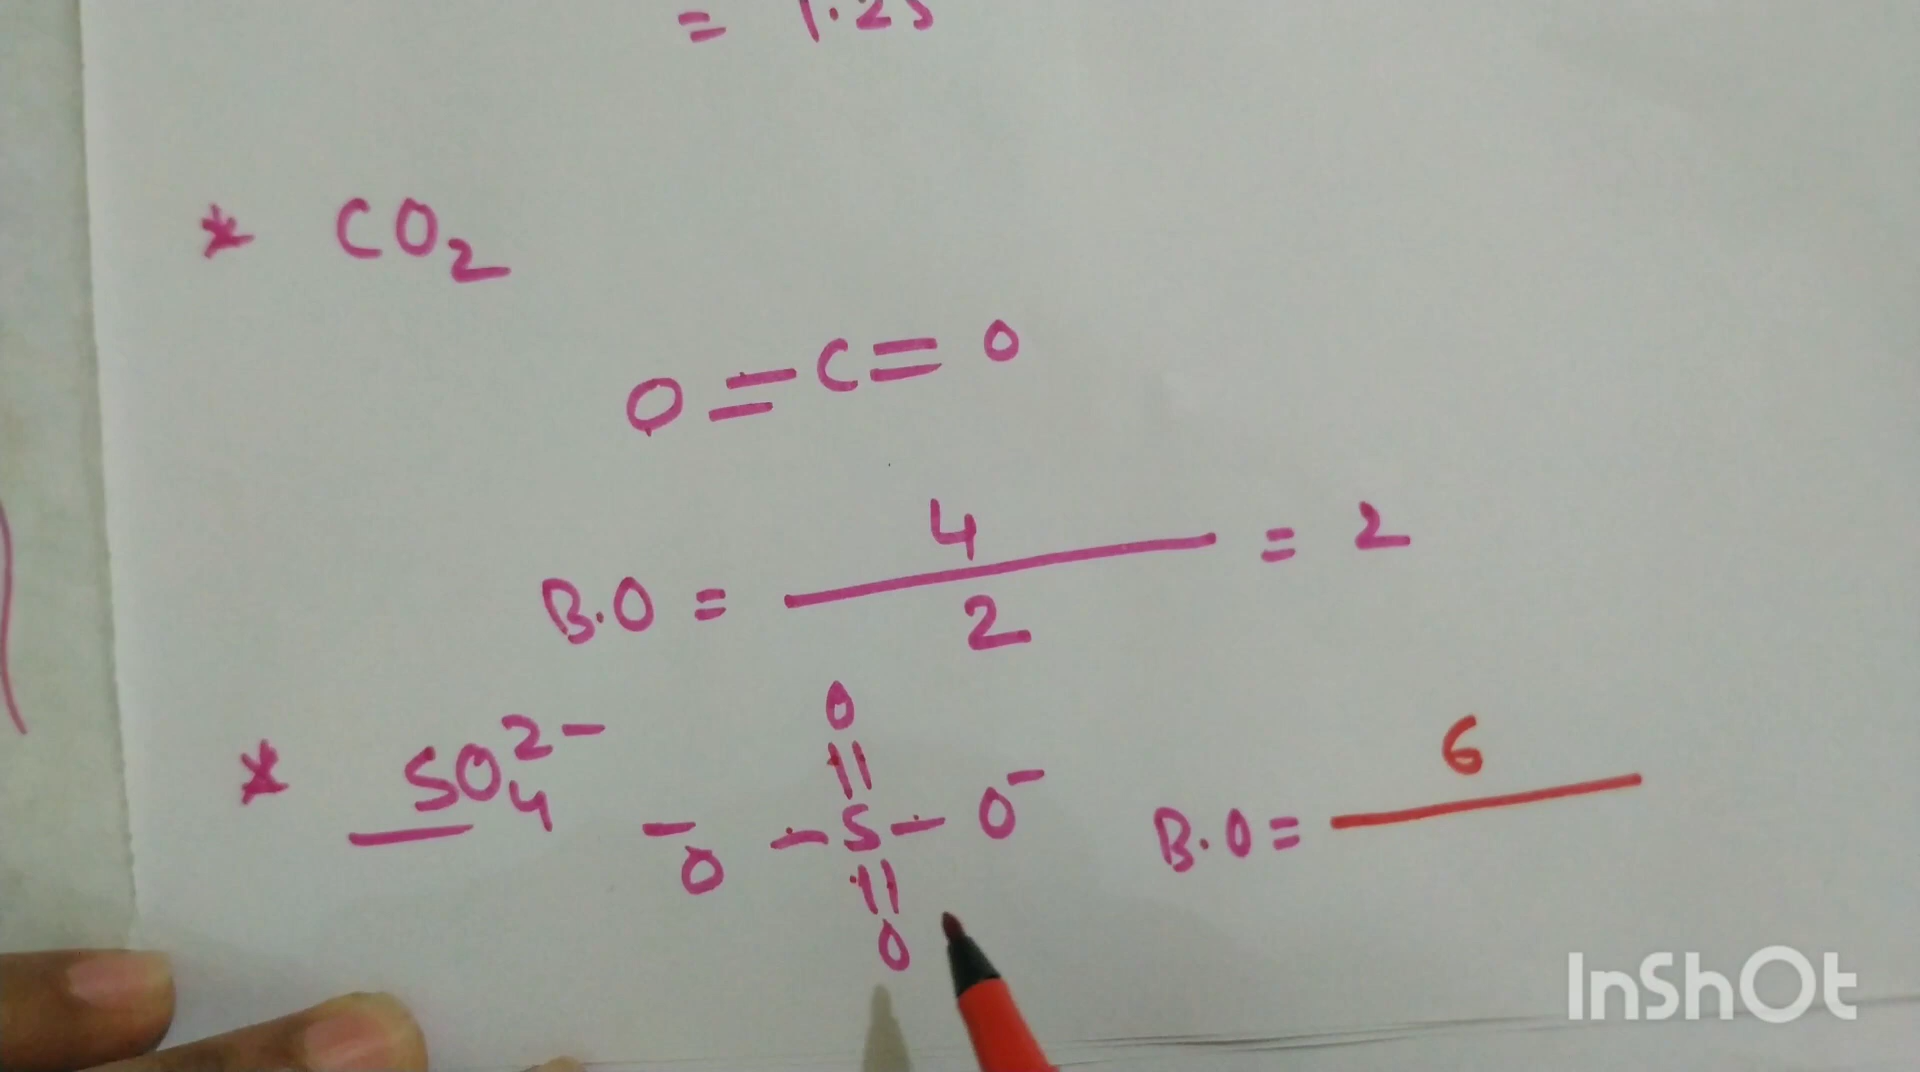 = 1.25
* CO2
O = C = O
B.O = 4/2 = 2
O
||
* SO4^2- ⁻O - S - O⁻ B.O = 6/
||
O
InShOt